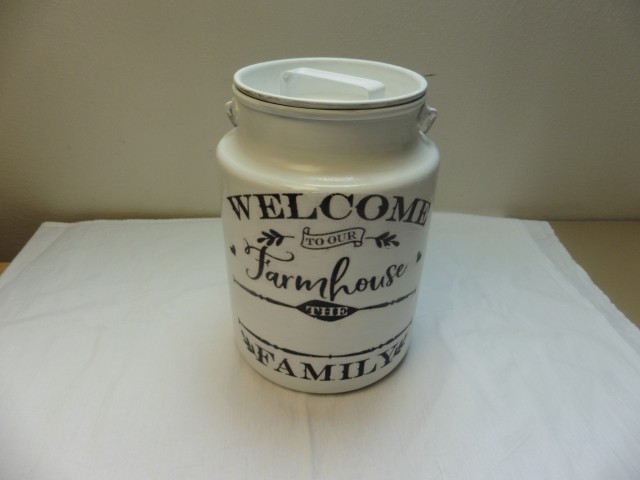 WELCOME
TO OUR
Farmhouse
THE
FAMILY